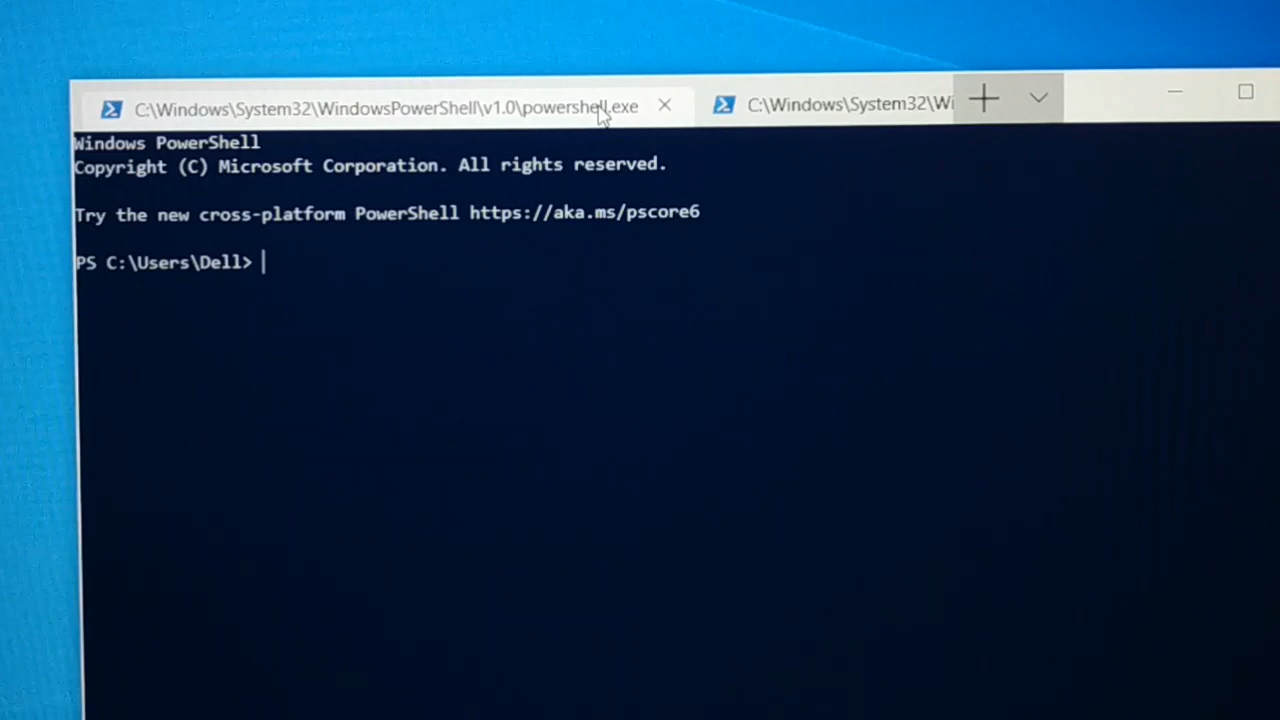 C:\Windows\System32\WindowsPowerShell\v1.0\powershell.exe
C:\Windows\System32\Wi
Windows PowerShell
Copyright (C) Microsoft Corporation. All rights reserved.
Try the new cross-platform PowerShell https://aka.ms/pscore6
PS C:\Users\Dell>